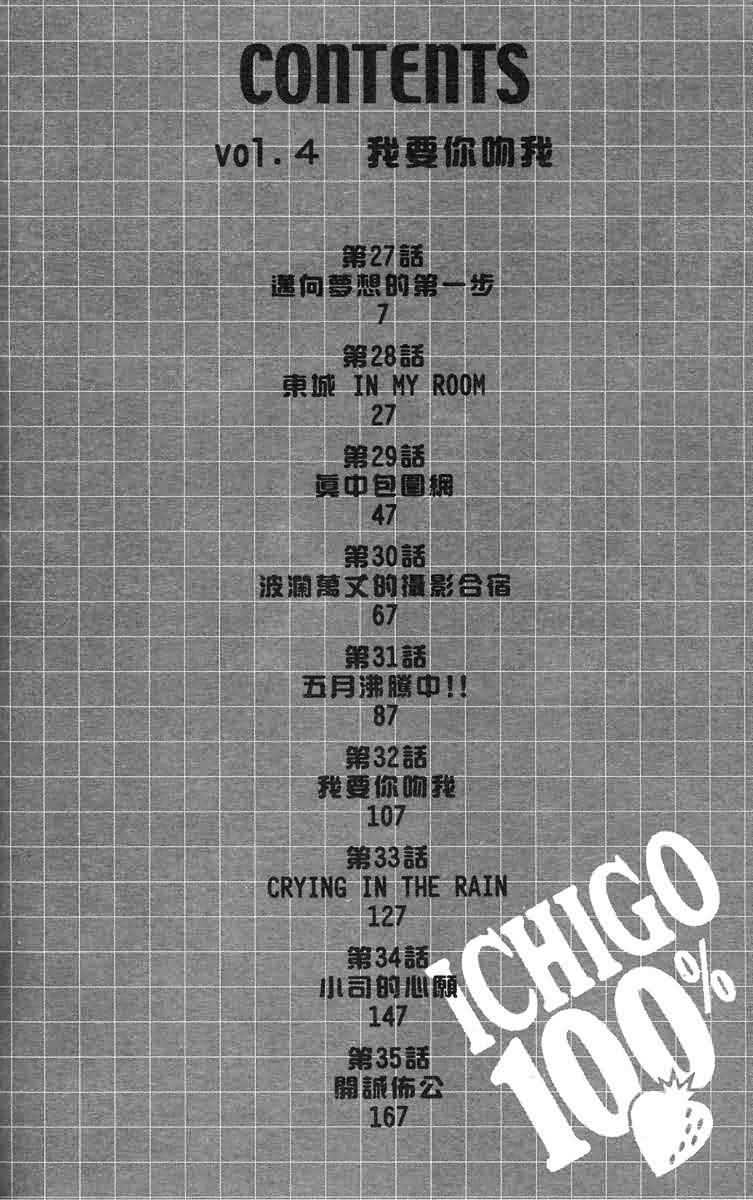 CONTENTS
vol.4 我要你吻我
第27話
邁向夢想的第一步
7
第28話
東城 IN MY ROOM
27
第29話
眞中包圍網
47
第30話
波瀾萬丈的攝影合宿
67
第31話
五月沸騰中!!
87
第32話
我要你吻我
107
第33話
CRYING IN THE RAIN
127
第34話
小司的心願
147
第35話
開誠佈公
167
ICHIGO
100%